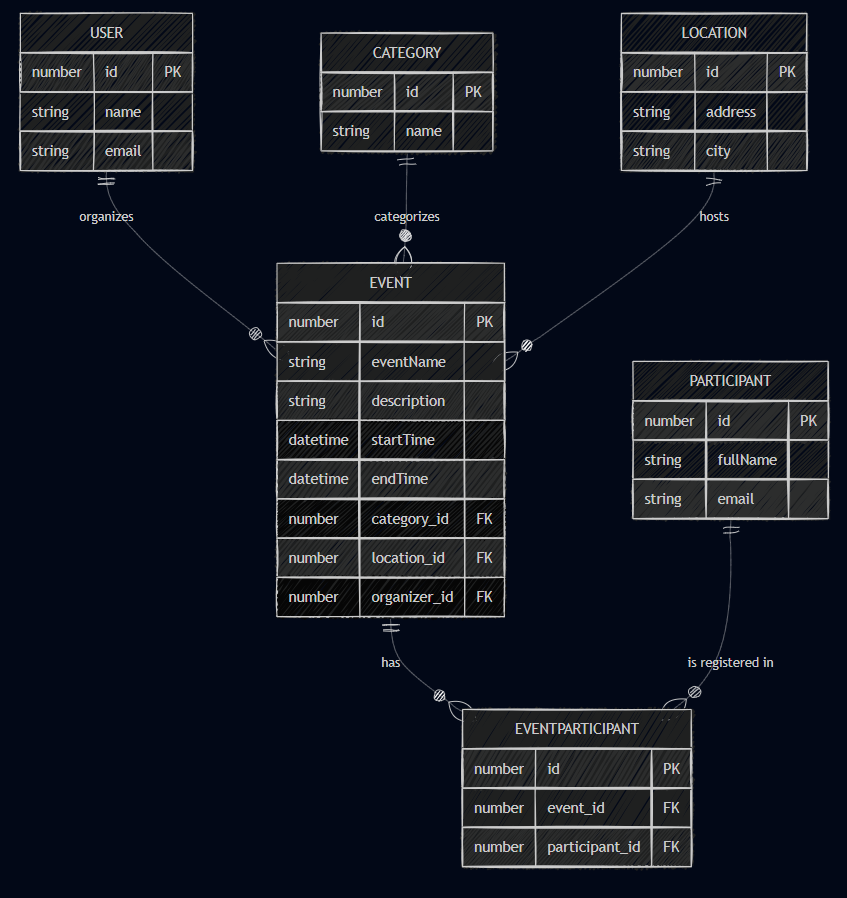 USER
number id PK
string name
string email
CATEGORY
number id PK
string name
LOCATION
number id PK
string address
string city
organizes
categorizes
hosts
EVENT
number id PK
string eventName
string description
datetime startTime
datetime endTime
number category_id FK
number location_id FK
number organizer_id FK
PARTICIPANT
number id PK
string fullName
string email
has
is registered in
EVENTPARTICIPANT
number id PK
number event_id FK
number participant_id FK